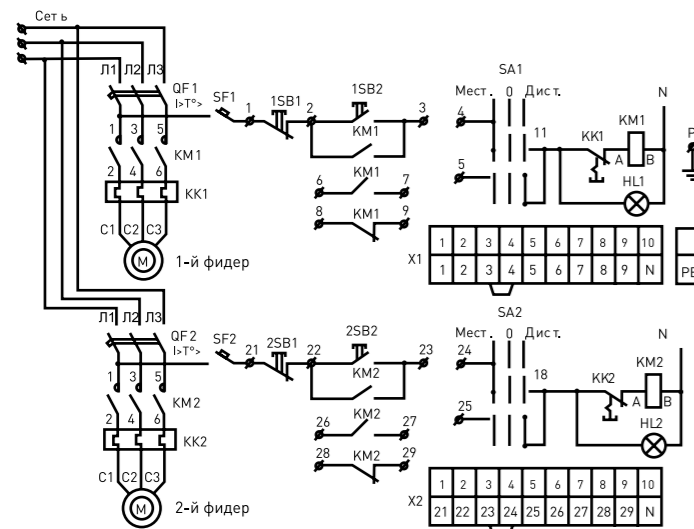 Сеть
Л1 Л2 Л3
QF1
I>T°>
SF1
1
1SB1
2
1SB2
3
KM1
1 3 5
KM1
2 4 6
KK1
C1 C2 C3
M
1-й фидер
6
KM1
7
8
KM1
9
SA1
Мест. 0 Дист.
4
5
11
KK1
A
KM1
B
HL1
N
P
X1
1 2 3 4 5 6 7 8 9 10
1 2 3 4 5 6 7 8 9 N
PE
Л1 Л2 Л3
QF2
I>T°>
SF2
21
2SB1
22
2SB2
23
KM2
1 3 5
KM2
2 4 6
KK2
C1 C2 C3
M
2-й фидер
26
KM2
27
28
KM2
29
SA2
Мест. 0 Дист.
24
25
18
KK2
A
KM2
B
HL2
N
X2
1 2 3 4 5 6 7 8 9 10
21 22 23 24 25 26 27 28 29 N